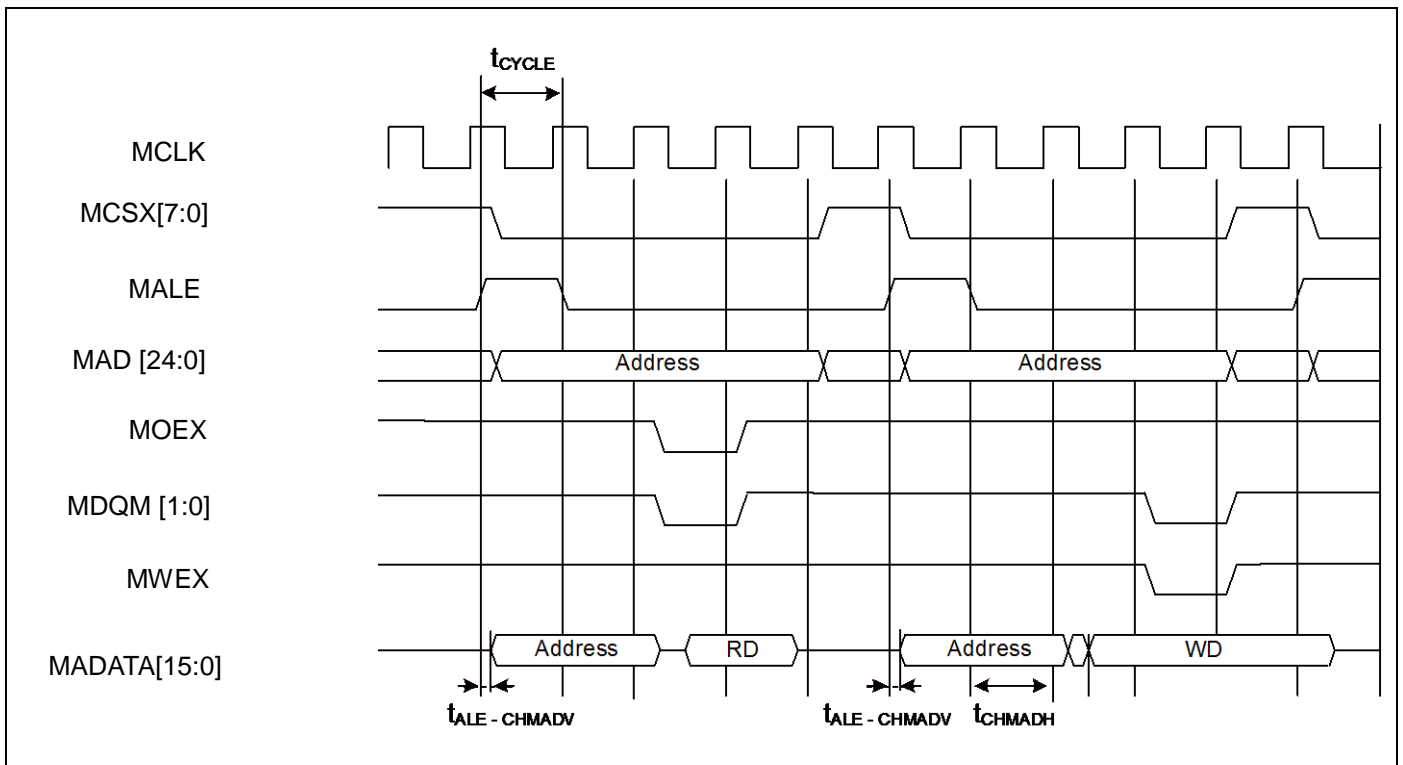 tCYCLE
MCLK
MCSX[7:0]
MALE
MAD [24:0]
Address Address
MOEX
MDQM [1:0]
MWEX
MADATA[15:0]
Address RD Address WD
tALE - CHMADV tALE - CHMADV tCHMADH